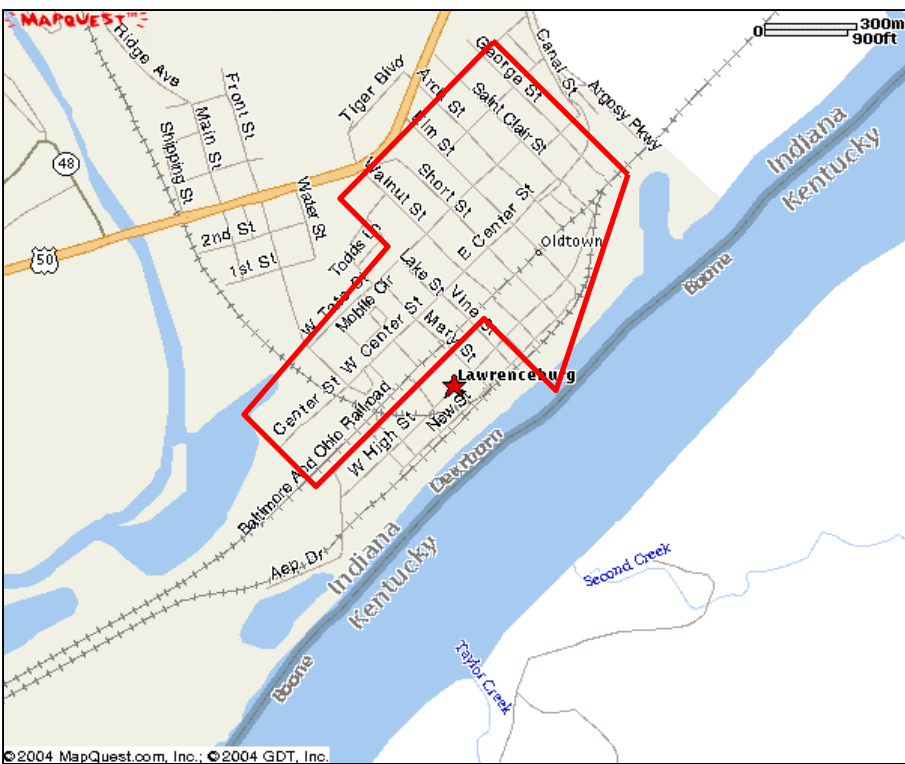 MAPQUEST™
0 300m
900ft
Ridge Ave
Front St
Main St
Shipping St
Tiger Blvd
George St
Canal St
Argosy Pkwy
Arch St
Saint Clair St
Elm St
Indiana
Kentucky
48
Walnut St
Short St
Water St
E Center St
2nd St
50
1st St
Todds
Oldtown
Lake St
Boone
W Tate St
Mobile Cir
Vine St
W Center St
Mary St
Lawrenceburg
Center St
New St
W High St
Baltimore And Ohio Railroad
Dearborn
Aep Dr
Indiana
Kentucky
Second Creek
Taylor Creek
Boone
©2004 MapQuest.com, Inc.; ©2004 GDT, Inc.